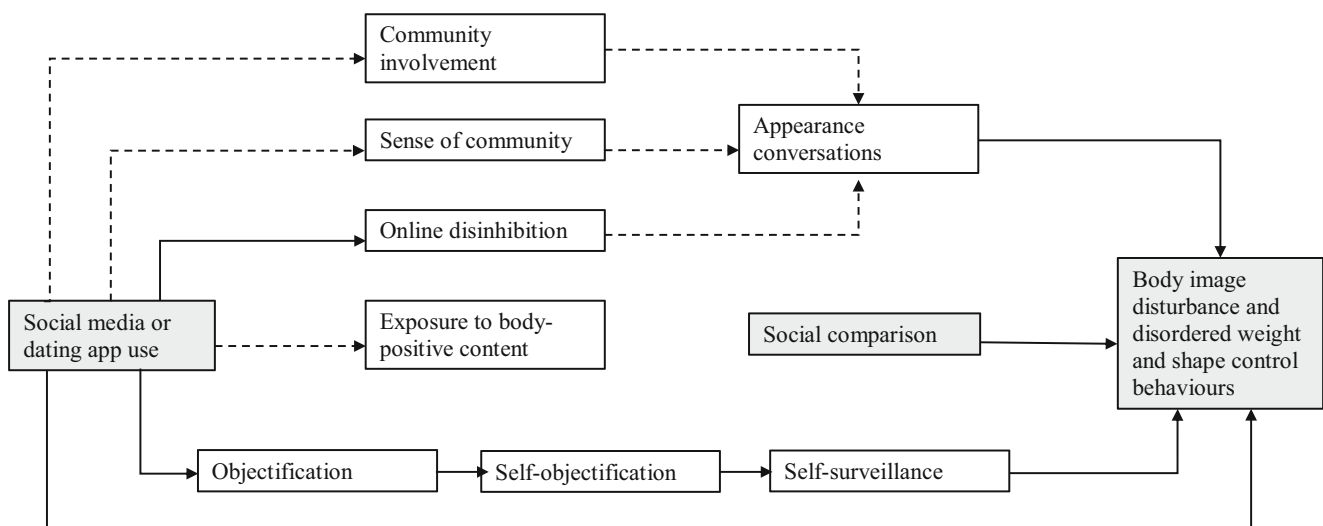 Community
involvement
Sense of community
Appearance
conversations
Online disinhibition
Social media or
dating app use
Exposure to body-
positive content
Social comparison
Body image
disturbance and
disordered weight
and shape control
behaviours
Objectification
Self-objectification
Self-surveillance